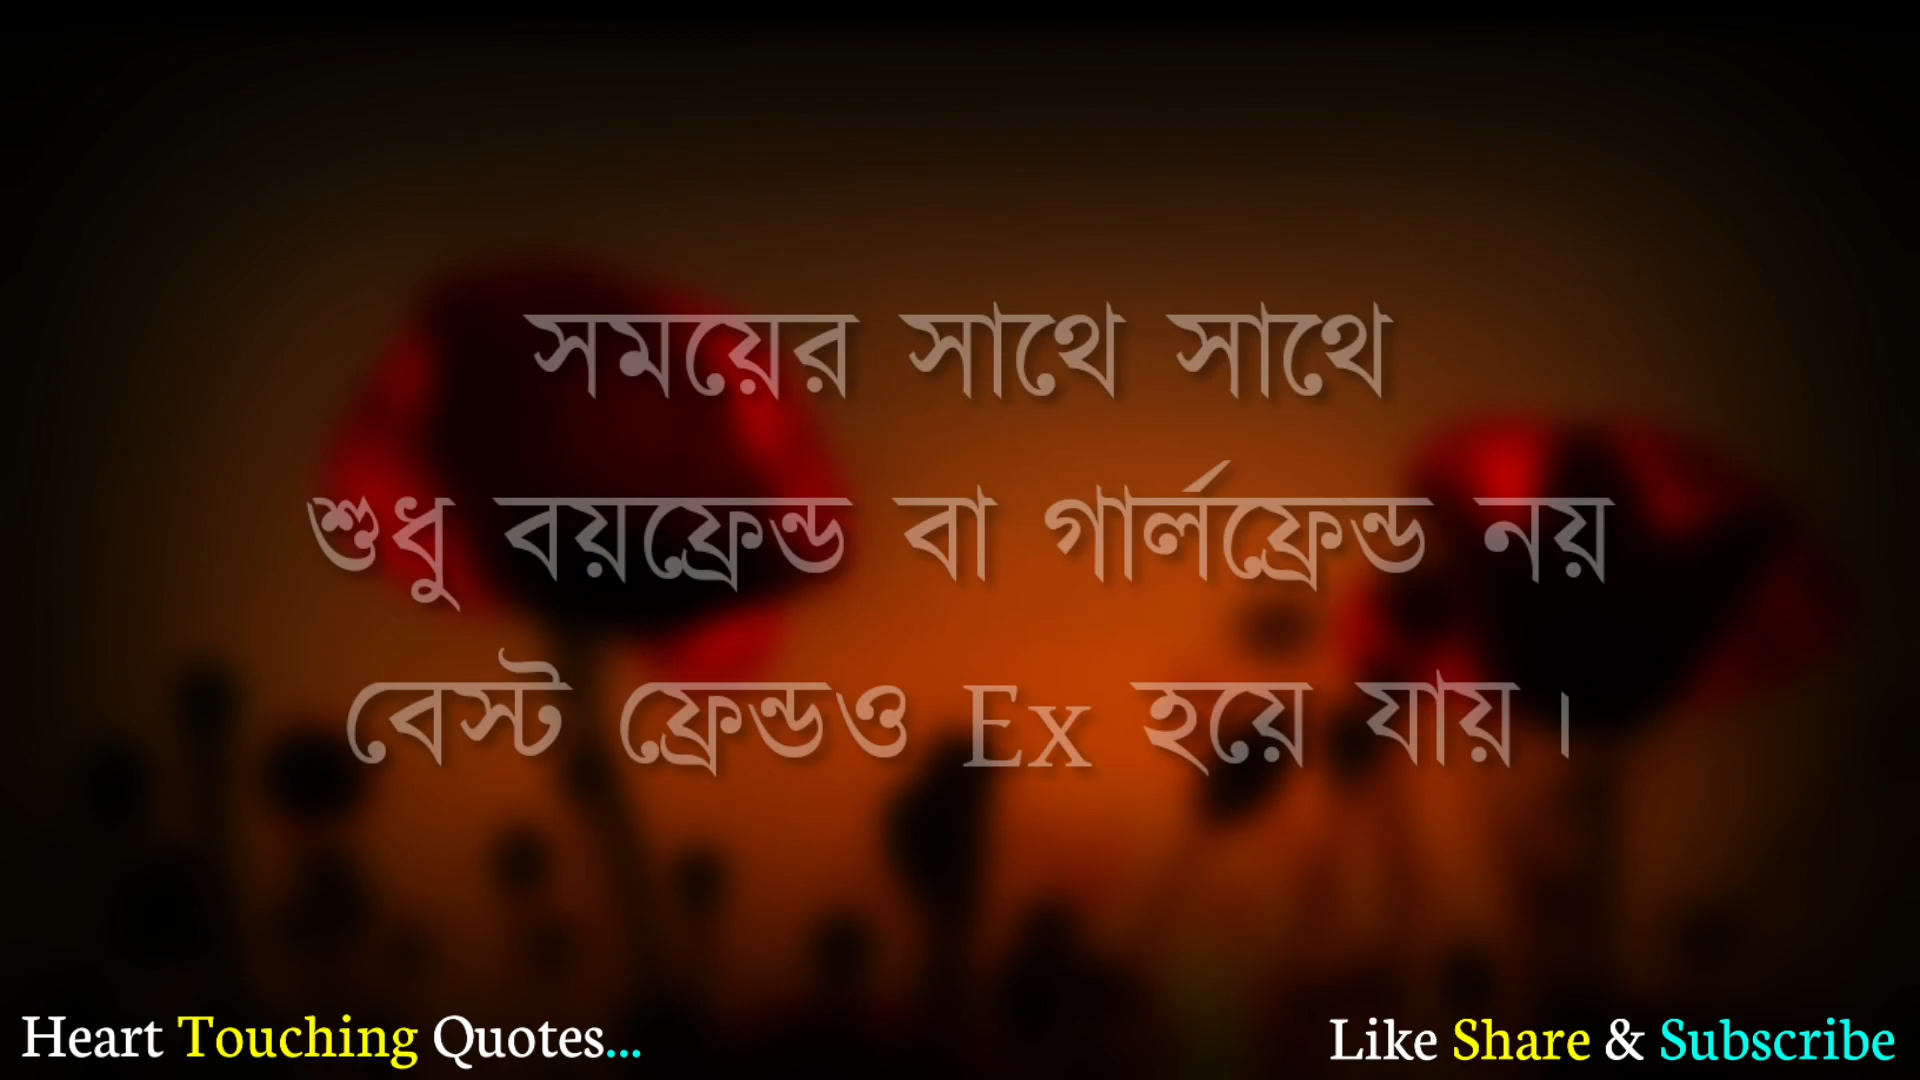 সময়ের সাথে সাথে
শুধু বয়ফ্রেন্ড বা গার্লফ্রেন্ড নয়
বেস্ট ফ্রেন্ডও Ex হয়ে যায়।
Heart Touching Quotes...
Like Share & Subscribe